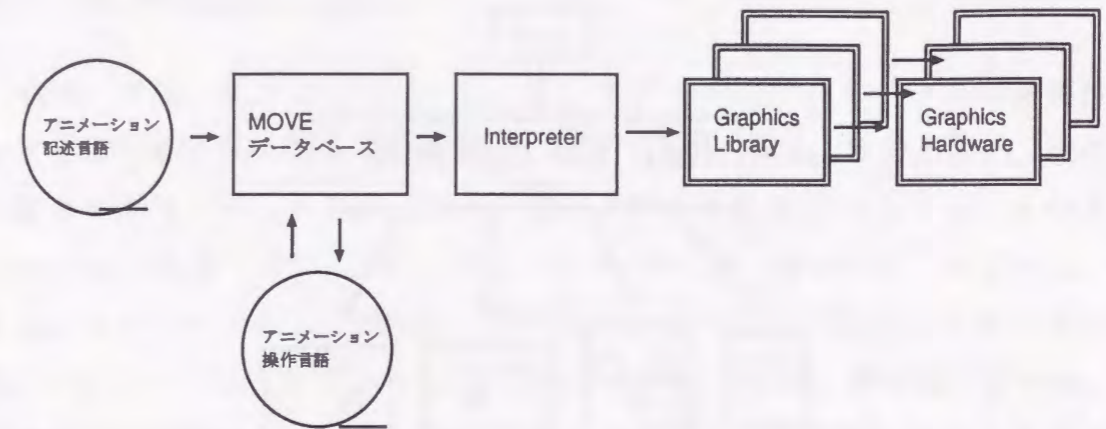 アニメーション
記述言語
MOVE
データベース
Interpreter
Graphics
Library
Graphics
Hardware
アニメーション
操作言語